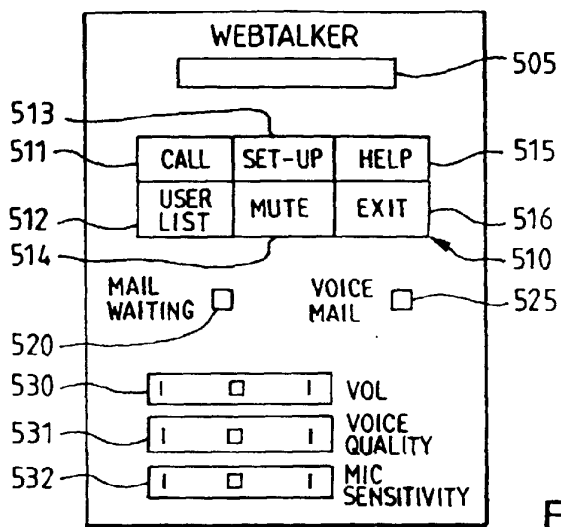 WEBTALKER
505
513
511 CALL SET-UP HELP 515
512 USER LIST MUTE EXIT 516
514 510
MAIL WAITING VOICE MAIL 525
520
530 VOL
531 VOICE QUALITY
532 MIC SENSITIVITY